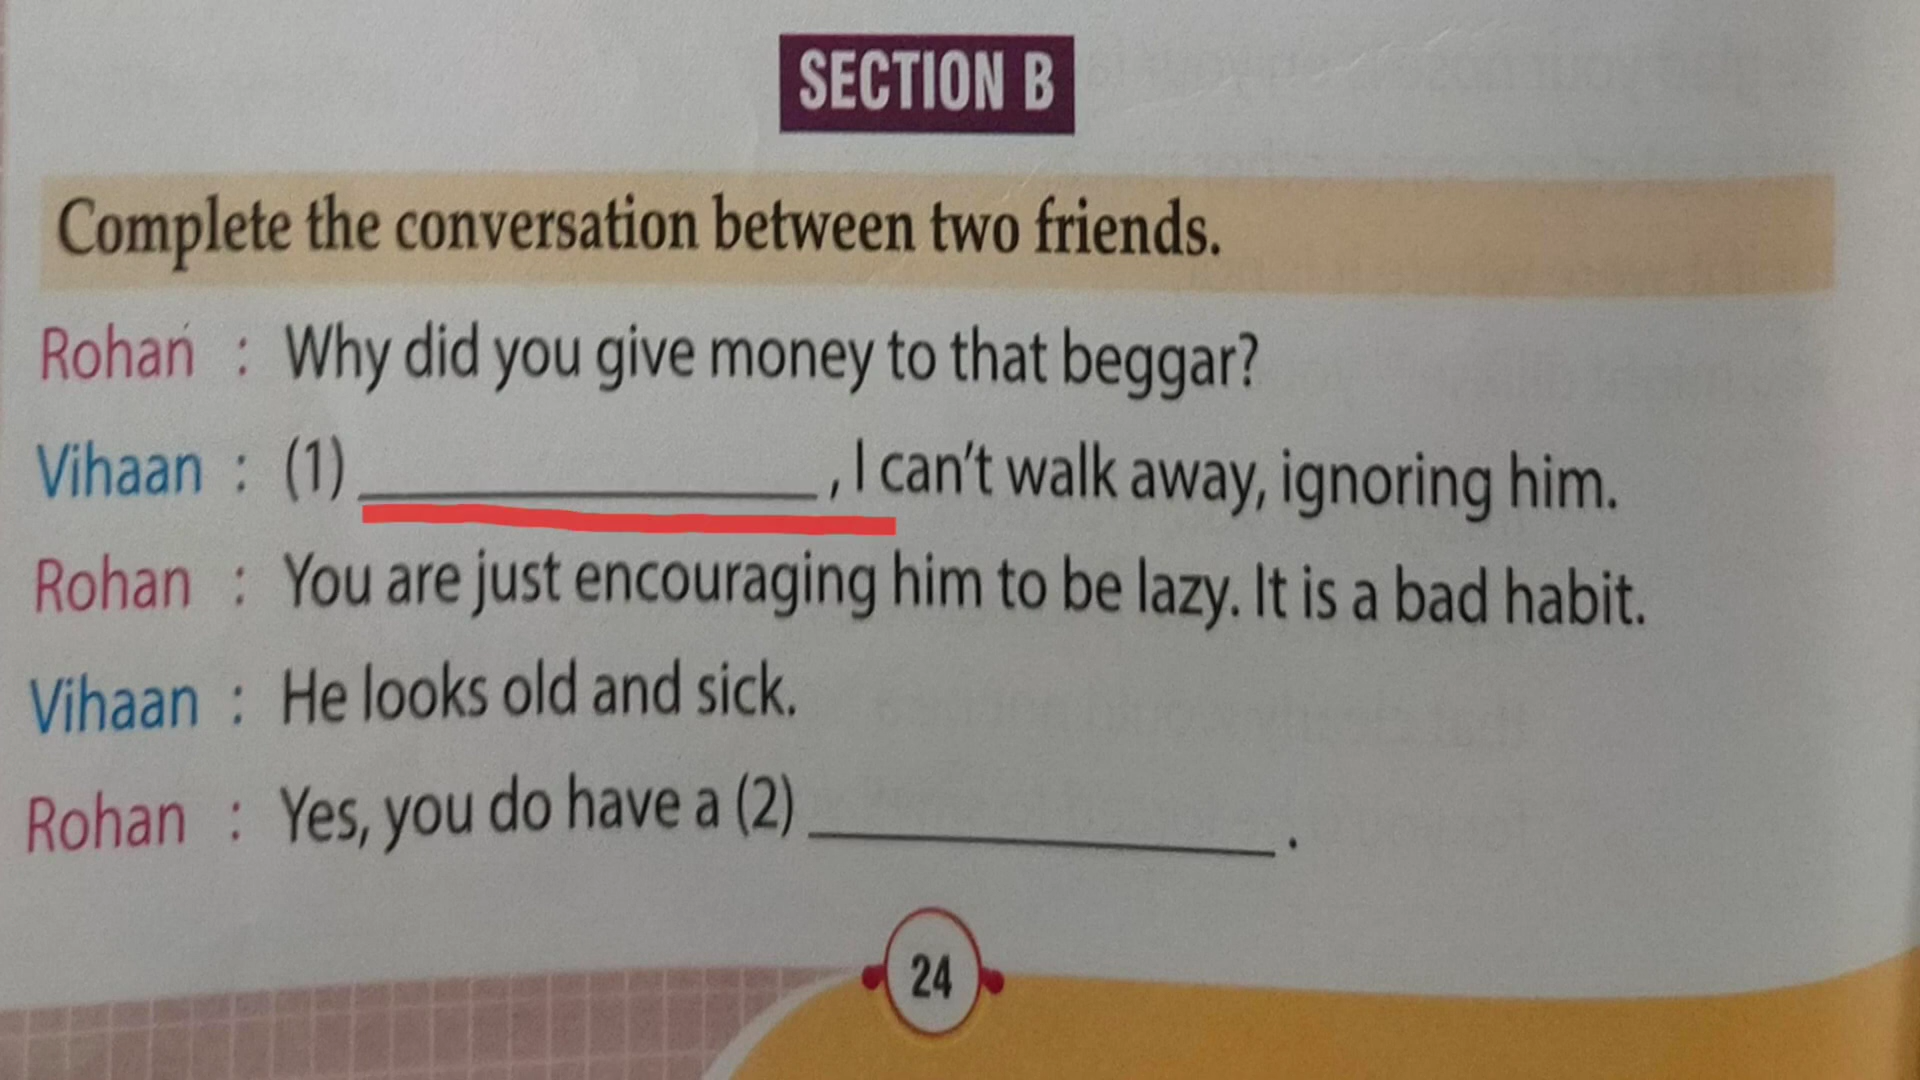 SECTION B
Complete the conversation between two friends.
Rohan : Why did you give money to that beggar?
Vihaan : (1) ____________, I can't walk away, ignoring him.
Rohan : You are just encouraging him to be lazy. It is a bad habit.
Vihaan : He looks old and sick.
Rohan : Yes, you do have a (2) ____________.
24